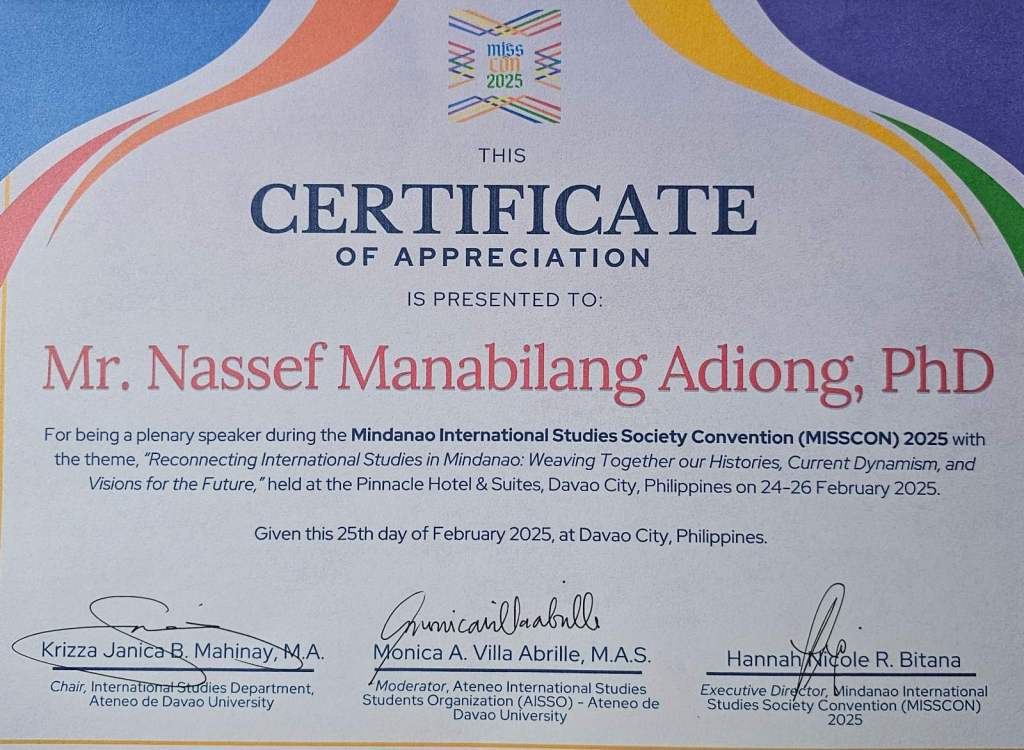 miss
con
2025
THIS
CERTIFICATE
OF APPRECIATION
IS PRESENTED TO:
Mr. Nassef Manabilang Adiong, PhD
For being a plenary speaker during the Mindanao International Studies Society Convention (MISSCON) 2025 with
the theme, “Reconnecting International Studies in Mindanao: Weaving Together our Histories, Current Dynamism, and
Visions for the Future,” held at the Pinnacle Hotel & Suites, Davao City, Philippines on 24-26 February 2025.
Given this 25th day of February 2025, at Davao City, Philippines.
Krizza Janica B. Mahinay, M.A.
Chair, International Studies Department,
Ateneo de Davao University
Monica A. Villa Abrille, M.A.S.
Moderator, Ateneo International Studies
Students Organization (AISSO) - Ateneo de
Davao University
Hannah Nicole R. Bitana
Executive Director, Mindanao International
Studies Society Convention (MISSCON)
2025